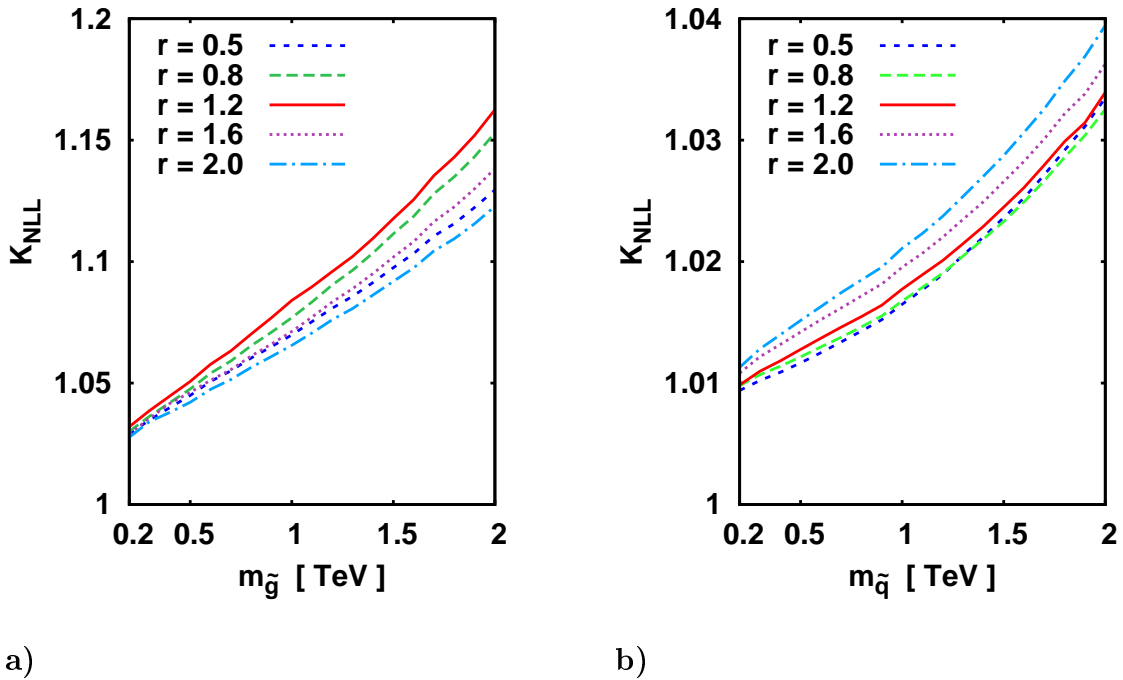 1.2
1.15
1.1
1.05
1
K_NLL
r = 0.5
r = 0.8
r = 1.2
r = 1.6
r = 2.0
0.2 0.5 1 1.5 2
m_g̃ [ TeV ]
a)
1.04
1.03
1.02
1.01
1
K_NLL
r = 0.5
r = 0.8
r = 1.2
r = 1.6
r = 2.0
0.2 0.5 1 1.5 2
m_q̃ [ TeV ]
b)